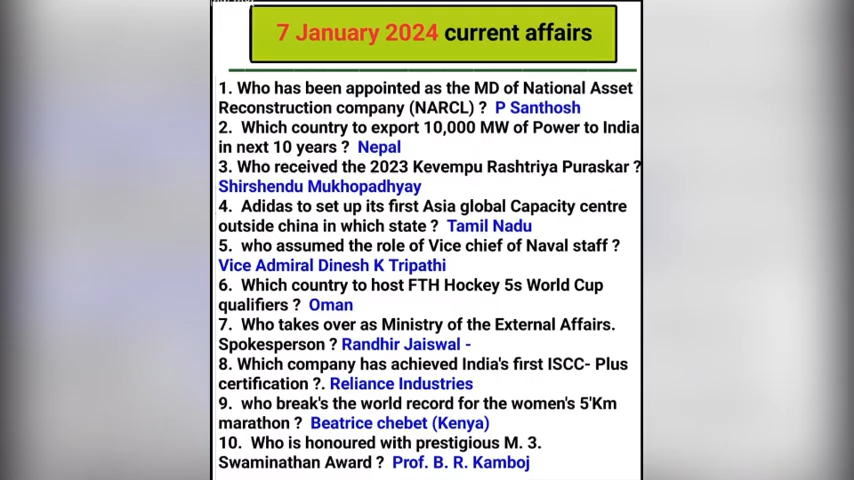 7 January 2024 current affairs
1. Who has been appointed as the MD of National Asset
Reconstruction company (NARCL) ? P Santhosh
2. Which country to export 10,000 MW of Power to India
in next 10 years ? Nepal
3. Who received the 2023 Kevempu Rashtriya Puraskar ?
Shirshendu Mukhopadhyay
4. Adidas to set up its first Asia global Capacity centre
outside china in which state ? Tamil Nadu
5. who assumed the role of Vice chief of Naval staff ?
Vice Admiral Dinesh K Tripathi
6. Which country to host FTH Hockey 5s World Cup
qualifiers ? Oman
7. Who takes over as Ministry of the External Affairs.
Spokesperson ? Randhir Jaiswal -
8. Which company has achieved India's first ISCC- Plus
certification ?. Reliance Industries
9. who break's the world record for the women's 5'Km
marathon ? Beatrice chebet (Kenya)
10. Who is honoured with prestigious M. 3.
Swaminathan Award ? Prof. B. R. Kamboj